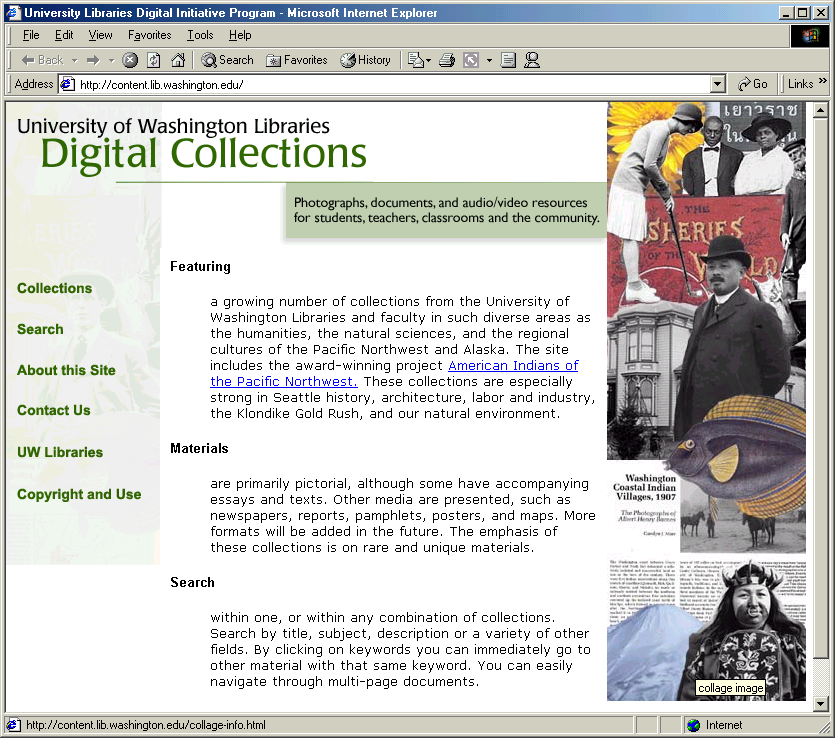 University Libraries Digital Initiative Program - Microsoft Internet Explorer
File Edit View Favorites Tools Help
Back Search Favorites History
Address http://content.lib.washington.edu/ Go Links »
University of Washington Libraries
Digital Collections
Photographs, documents, and audio/video resources
for students, teachers, classrooms and the community.
Collections
Search
About this Site
Contact Us
UW Libraries
Copyright and Use
Featuring
a growing number of collections from the University of
Washington Libraries and faculty in such diverse areas as
the humanities, the natural sciences, and the regional
cultures of the Pacific Northwest and Alaska. The site
includes the award-winning project American Indians of
the Pacific Northwest. These collections are especially
strong in Seattle history, architecture, labor and industry,
the Klondike Gold Rush, and our natural environment.
Materials
are primarily pictorial, although some have accompanying
essays and texts. Other media are presented, such as
newspapers, reports, pamphlets, posters, and maps. More
formats will be added in the future. The emphasis of
these collections is on rare and unique materials.
Search
within one, or within any combination of collections.
Search by title, subject, description or a variety of other
fields. By clicking on keywords you can immediately go to
other material with that same keyword. You can easily
navigate through multi-page documents.
เยาวราช
THE
SHERIES
OF THE
Washington
Coastal Indian
Villages, 1907
The Photographs of
Albert Henry Barnes
collage image
http://content.lib.washington.edu/collage-info.html
Internet